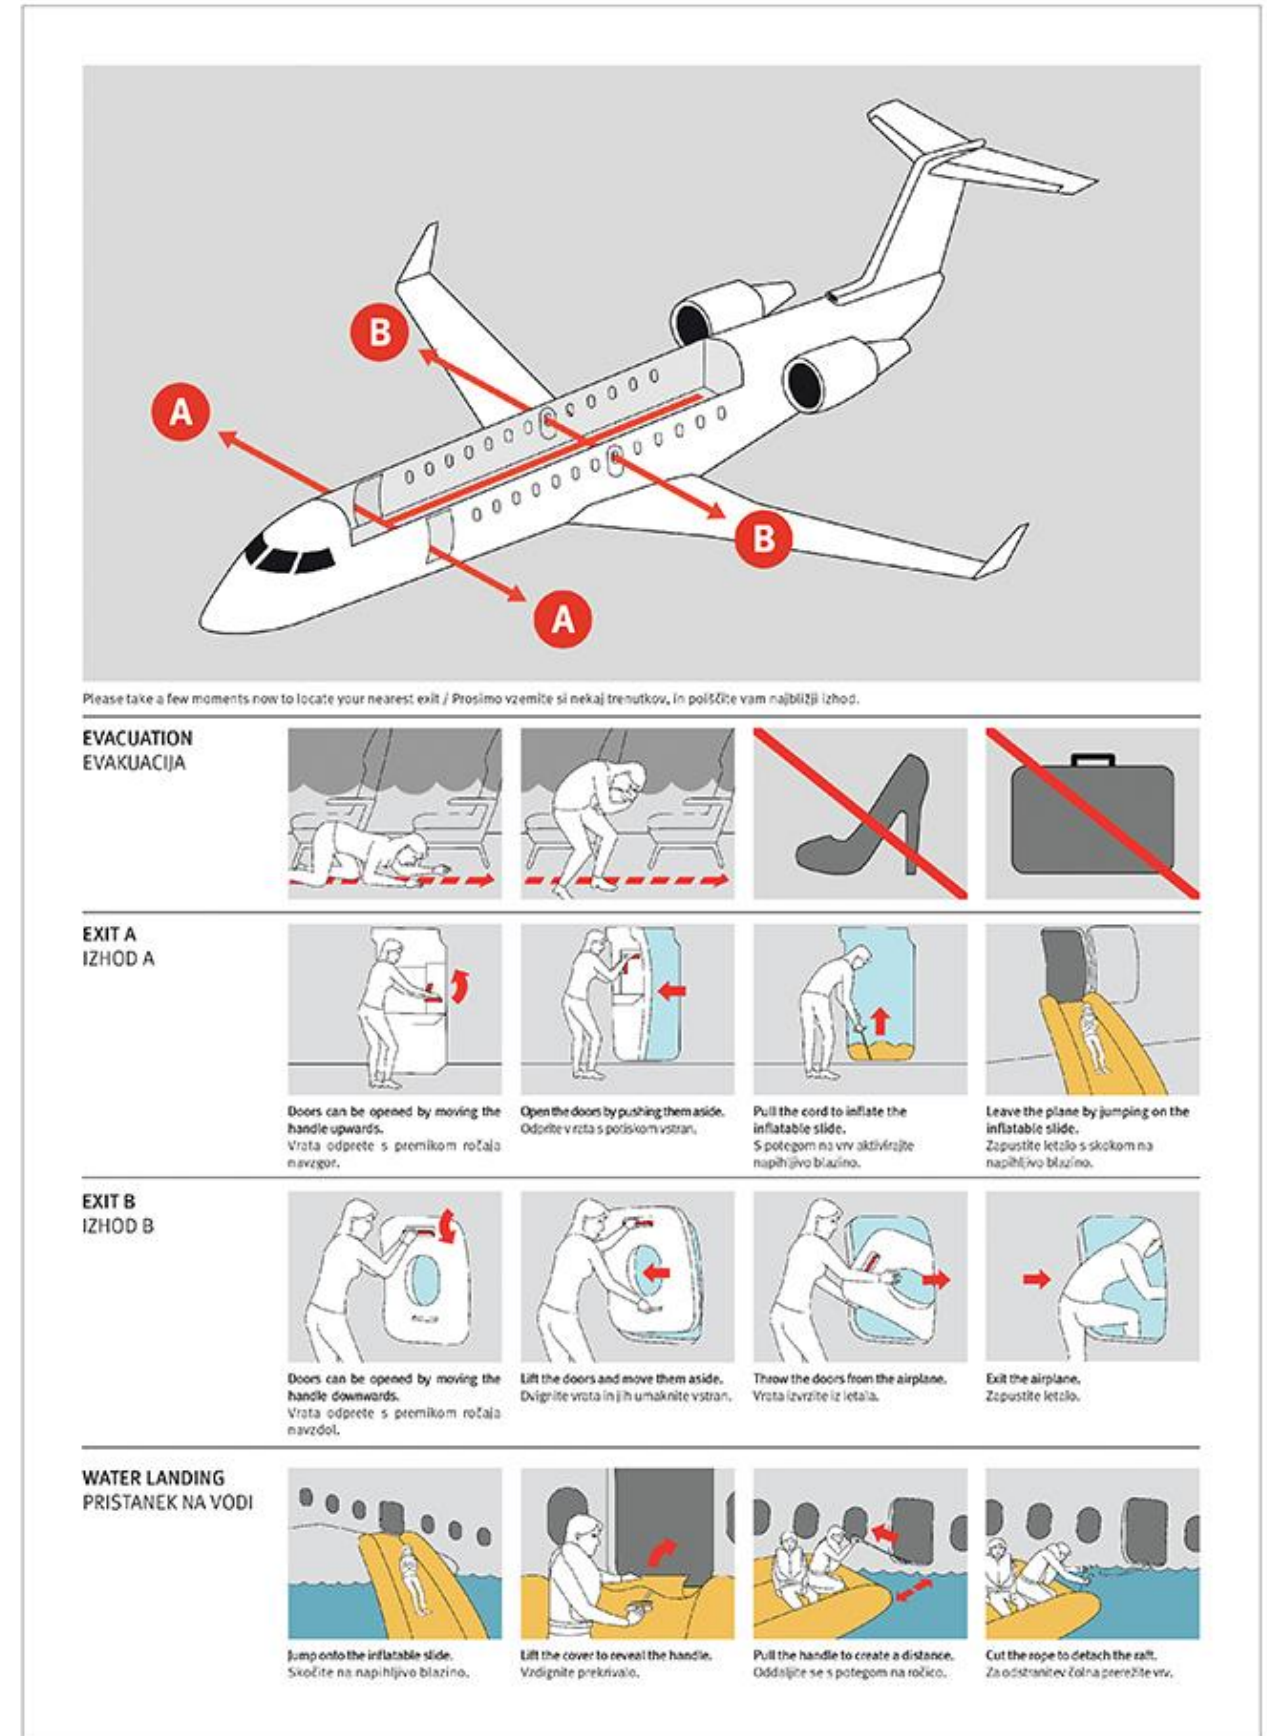 B
A
B
A
Please take a few moments now to locate your nearest exit / Prosimo vzemite si nekaj trenutkov, in poiščite vam najbližji izhod.
EVACUATION
EVAKUACIJA
EXIT A
IZHOD A
Doors can be opened by moving the
handle upwards.
Vrata odprete s premikom ročaja
navzgor.
Open the doors by pushing them aside.
Odprite vrata s potiskom vstran.
Pull the cord to inflate the
inflatable slide.
S potegom na vrv aktivirajte
napihljivo blazino.
Leave the plane by jumping on the
inflatable slide.
Zapustite letalo s skokom na
napihljivo blazino.
EXIT B
IZHOD B
Doors can be opened by moving the
handle downwards.
Vrata odprete s premikom ročaja
navzdol.
Lift the doors and move them aside.
Dvignite vrata in jih umaknite vstran.
Throw the doors from the airplane.
Vrata izvrzite iz letala.
Exit the airplane.
Zapustite letalo.
WATER LANDING
PRISTANEK NA VODI
Jump onto the inflatable slide.
Skočite na napihljivo blazino.
Lift the cover to reveal the handle.
Vzdignite prekrivalo.
Pull the handle to create a distance.
Oddaljite se s potegom na ročico.
Cut the rope to detach the raft.
Za odstranitev čolna prerežite vrv.